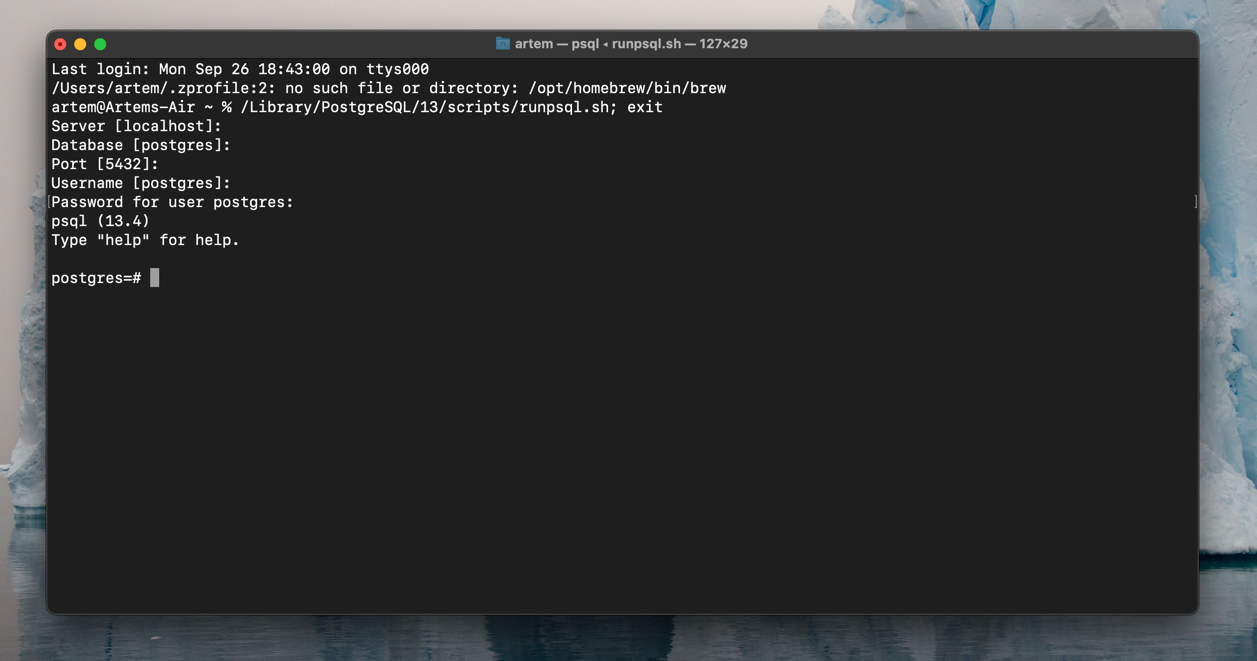 artem — psql ◂ runpsql.sh — 127×29
Last login: Mon Sep 26 18:43:00 on ttys000
/Users/artem/.zprofile:2: no such file or directory: /opt/homebrew/bin/brew
artem@Artems-Air ~ % /Library/PostgreSQL/13/scripts/runpsql.sh; exit
Server [localhost]:
Database [postgres]:
Port [5432]:
Username [postgres]:
[Password for user postgres: ]
psql (13.4)
Type "help" for help.
postgres=#